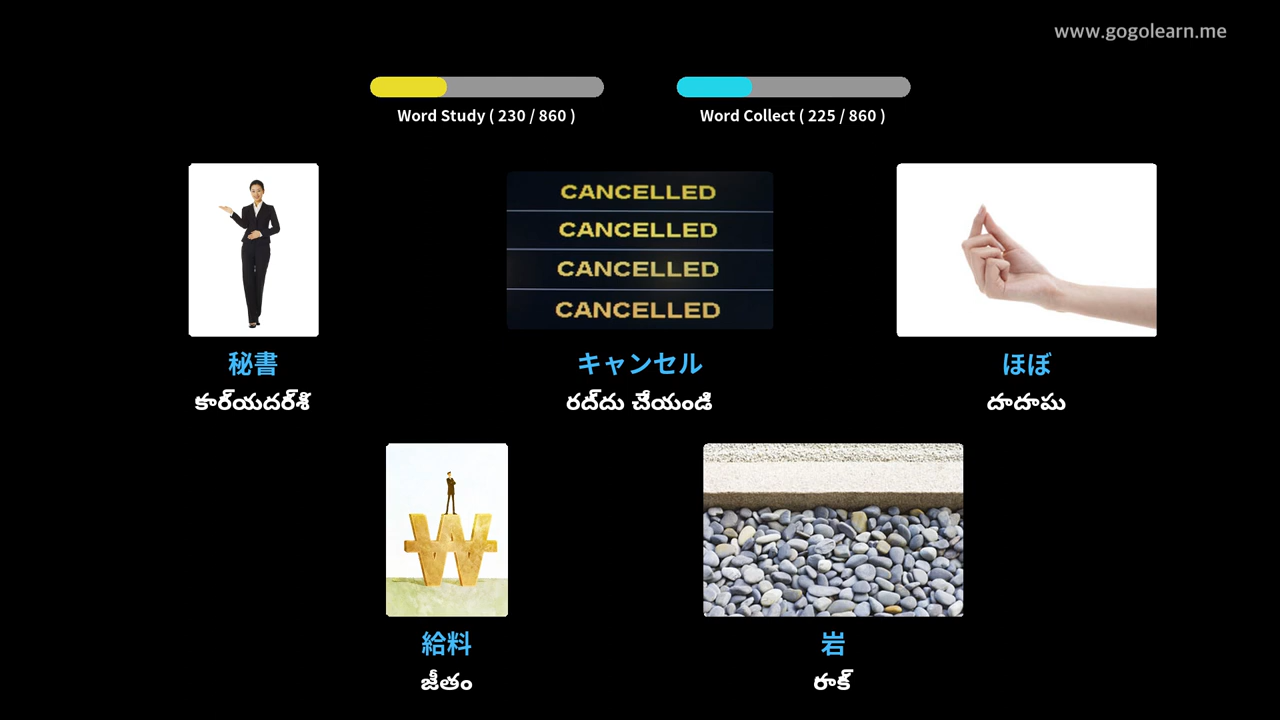 www.gogolearn.me
Word Study ( 230 / 860 )
Word Collect ( 225 / 860 )
CANCELLED
CANCELLED
CANCELLED
CANCELLED
秘書
キャンセル
ほぼ
కార్యదర్శి
రద్దు చేయండి
దాదాపు
給料
岩
జీతం
రాక్